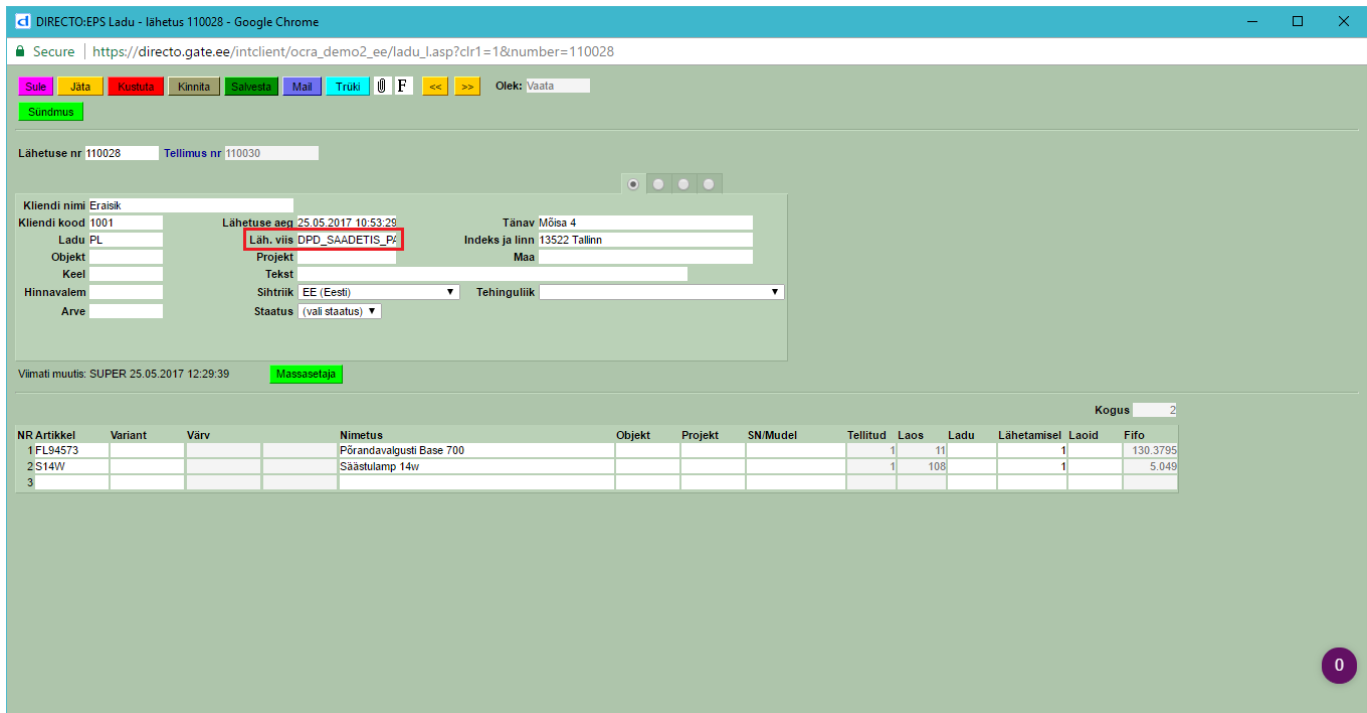 DIRECTO:EPS Ladu - lähetus 110028 - Google Chrome
Secure | https://directo.gate.ee/intclient/ocra_demo2_ee/ladu_l.asp?clr1=1&number=110028
Sule Jäta Kustuta Kinnita Salvesta Mail Trüki F << >> Olek: Vaata
Sündmus
Lähetuse nr 110028 Tellimus nr 110030
Kliendi nimi Eraisik
Kliendi kood 1001 Lähetuse aeg 25.05.2017 10:53:29 Tänav Mõisa 4
Ladu PL Läh. viis DPD_SAADETIS_PA Indeks ja linn 13522 Tallinn
Objekt Projekt Maa
Keel Tekst
Hinnavalem Sihtriik EE (Eesti) Tehinguliik
Arve Staatus (vali staatus)
Viimati muutis: SUPER 25.05.2017 12:29:39 Massasetaja
Kogus 2
NR Artikkel Variant Värv Nimetus Objekt Projekt SN/Mudel Tellitud Laos Ladu Lähetamisel Laoid Fifo
1 FL94573 Põrandavalgusti Base 700 1 11 1 130.3795
2 S14W Säästulamp 14w 1 108 1 5.049
3
0